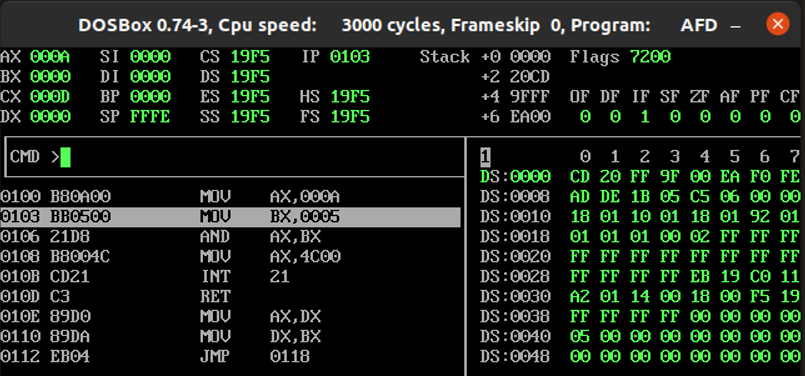 DOSBox 0.74-3, Cpu speed: 3000 cycles, Frameskip 0, Program: AFD
AX 000A SI 0000 CS 19F5 IP 0103 Stack +0 0000 Flags 7200
BX 0000 DI 0000 DS 19F5 +2 20CD
CX 000D BP 0000 ES 19F5 HS 19F5 +4 9FFF OF DF IF SF ZF AF PF CF
DX 0000 SP FFFE SS 19F5 FS 19F5 +6 EA00 0 0 1 0 0 0 0 0
CMD >
0100 B80A00 MOV AX,000A
0103 BB0500 MOV BX,0005
0106 21D8 AND AX,BX
0108 B8004C MOV AX,4C00
010B CD21 INT 21
010D C3 RET
010E 89D0 MOV AX,DX
0110 89DA MOV DX,BX
0112 EB04 JMP 0118
1 0 1 2 3 4 5 6 7
DS:0000 CD 20 FF 9F 00 EA F0 FE
DS:0008 AD DE 1B 05 C5 06 00 00
DS:0010 18 01 10 01 18 01 92 01
DS:0018 01 01 01 00 02 FF FF FF
DS:0020 FF FF FF FF FF FF FF FF
DS:0028 FF FF FF FF EB 19 C0 11
DS:0030 A2 01 14 00 18 00 F5 19
DS:0038 FF FF FF FF 00 00 00 00
DS:0040 05 00 00 00 00 00 00 00
DS:0048 00 00 00 00 00 00 00 00